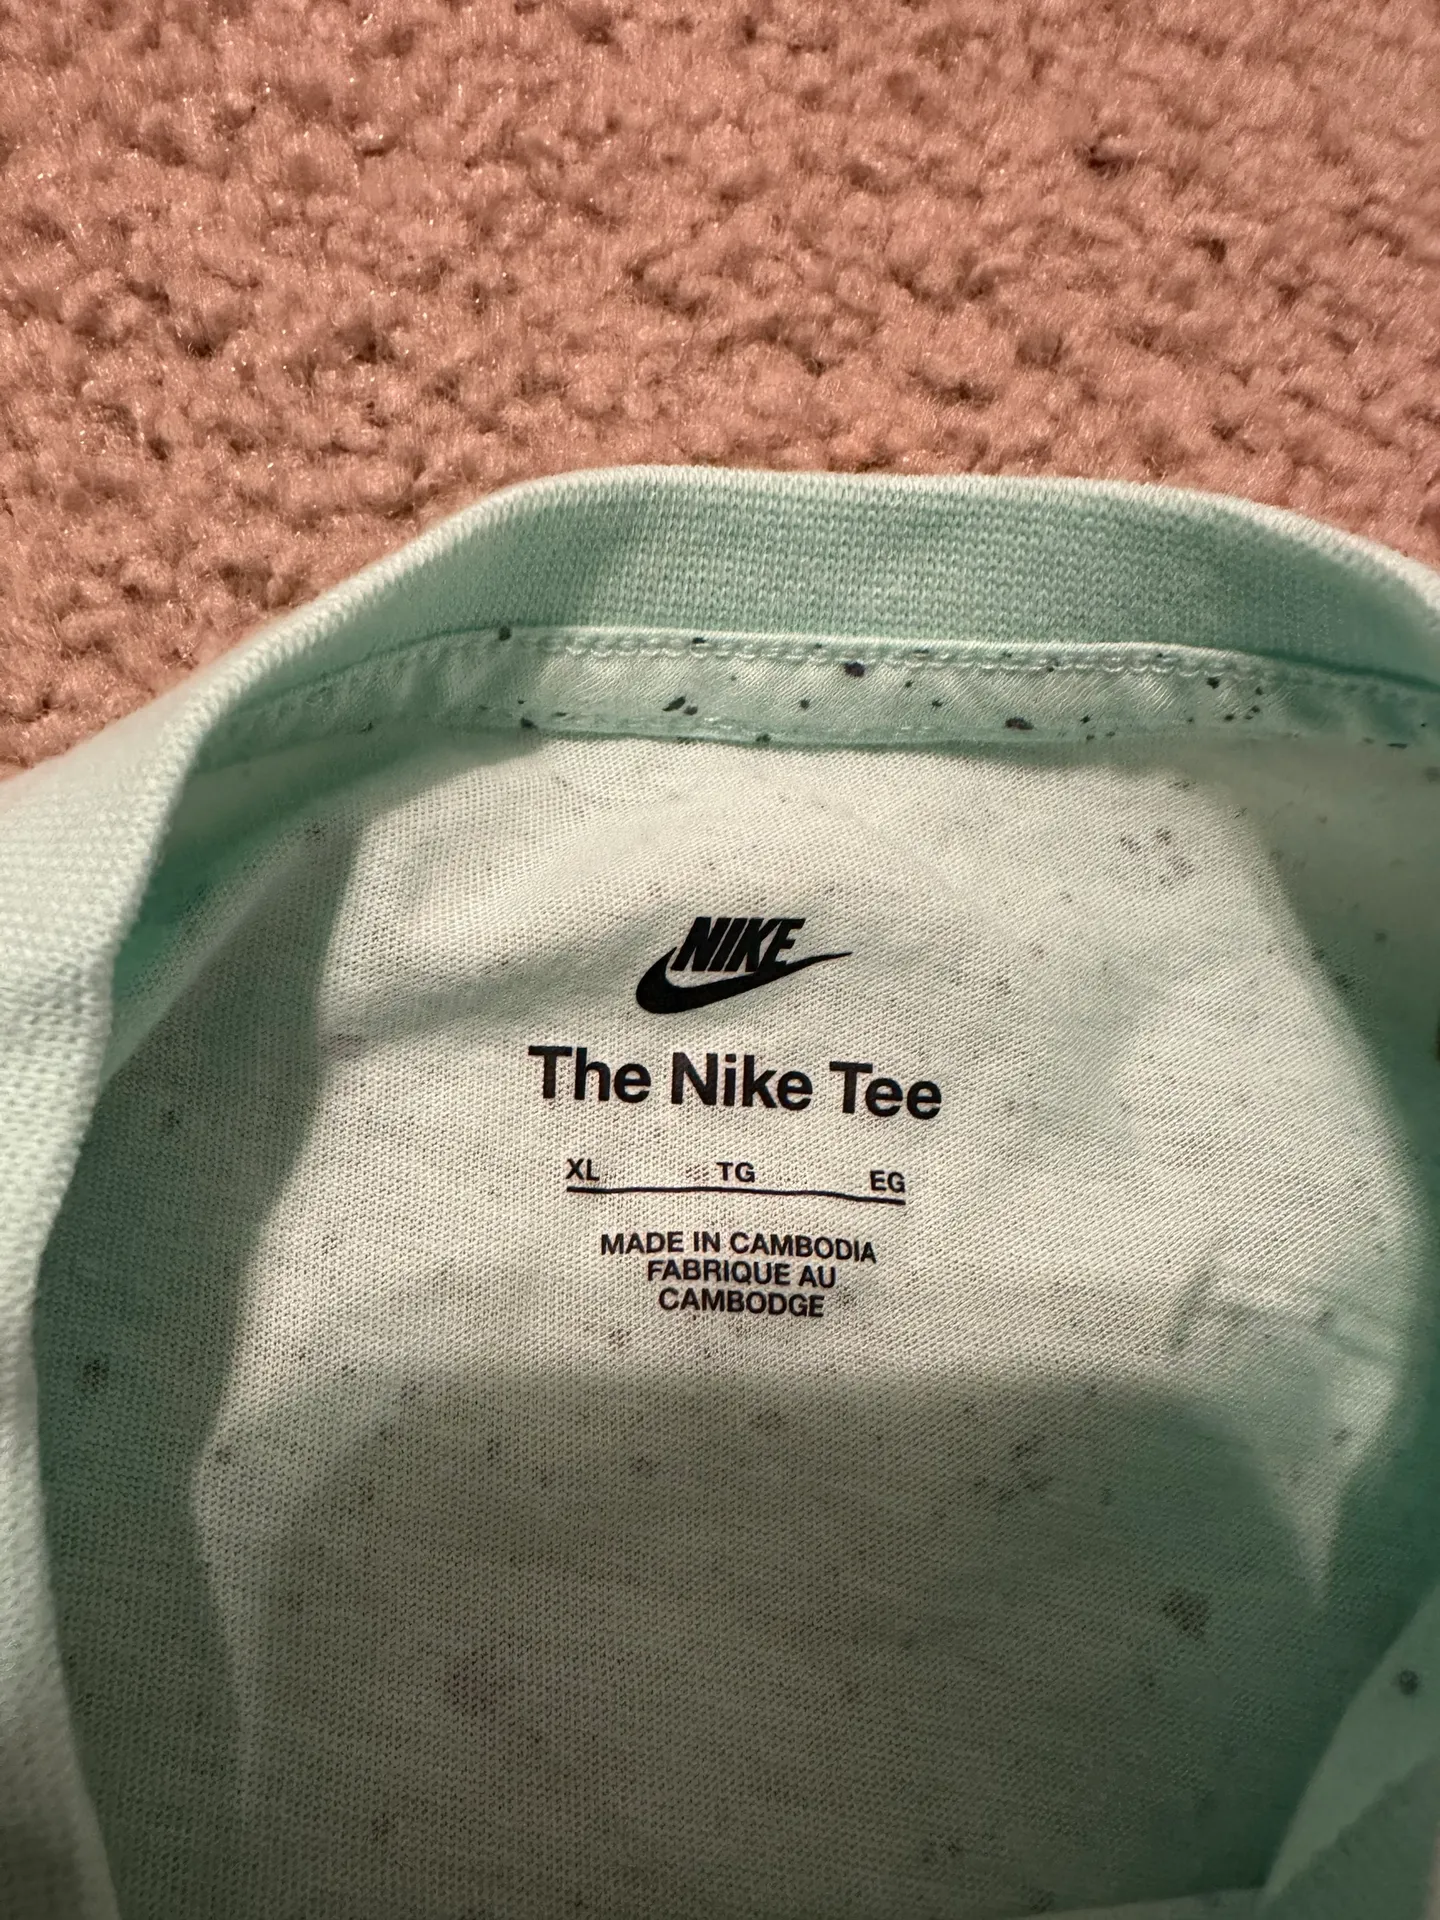 NIKE
The Nike Tee
XL TG EG
MADE IN CAMBODIA
FABRIQUE AU
CAMBODGE